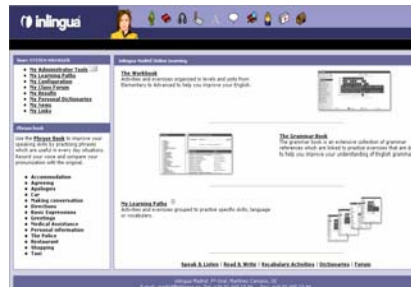 inlingua
inlingua Madrid Online Learning
My Administrator Tools
My Learning Paths
My Configuration
My Class Forum
My Results
My Personal Dictionaries
My Items
My Links
Phrase book
Use the Phrase Book to improve your
speaking skills by practising phrases
which are useful in every day situations.
Record your voice and compare your
pronunciation with the original.
Accommodation
Agreeing
Apologies
Car
Making conversation
Directions
Basic Expressions
Greetings
Medical Assistance
Personal information
The Police
Restaurant
Shopping
Taxi
The Workbook
Activities and exercises organized in levels and units from
Elementary to Advanced to help you improve your English.
The Grammar Book
The grammar book is an extensive collection of grammar
references which are linked to practice exercises that are
to help you improve your understanding of English grammar
My Learning Paths
Activities and exercises grouped to practise specific skills, language
or vocabulary.
Speak & Listen | Read & Write | Vocabulary Activities | Dictionaries | Forum